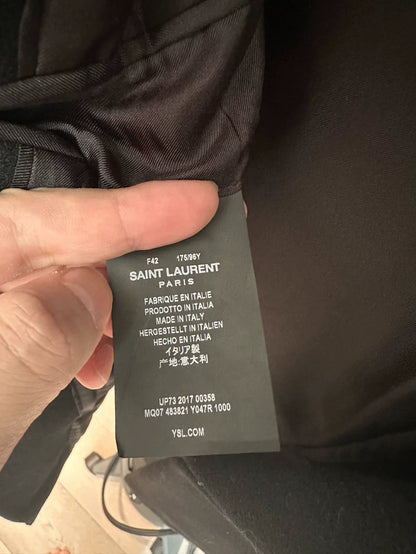 F42 175/96Y
SAINT LAURENT
PARIS
FABRIQUE EN ITALIE
PRODOTTO IN ITALIA
MADE IN ITALY
HERGESTELLT IN ITALIEN
HECHO EN ITALIA
イタリア製
产地:意大利
UP73 2017 00358
MQ07 483821 Y047R 1000
YSL.COM